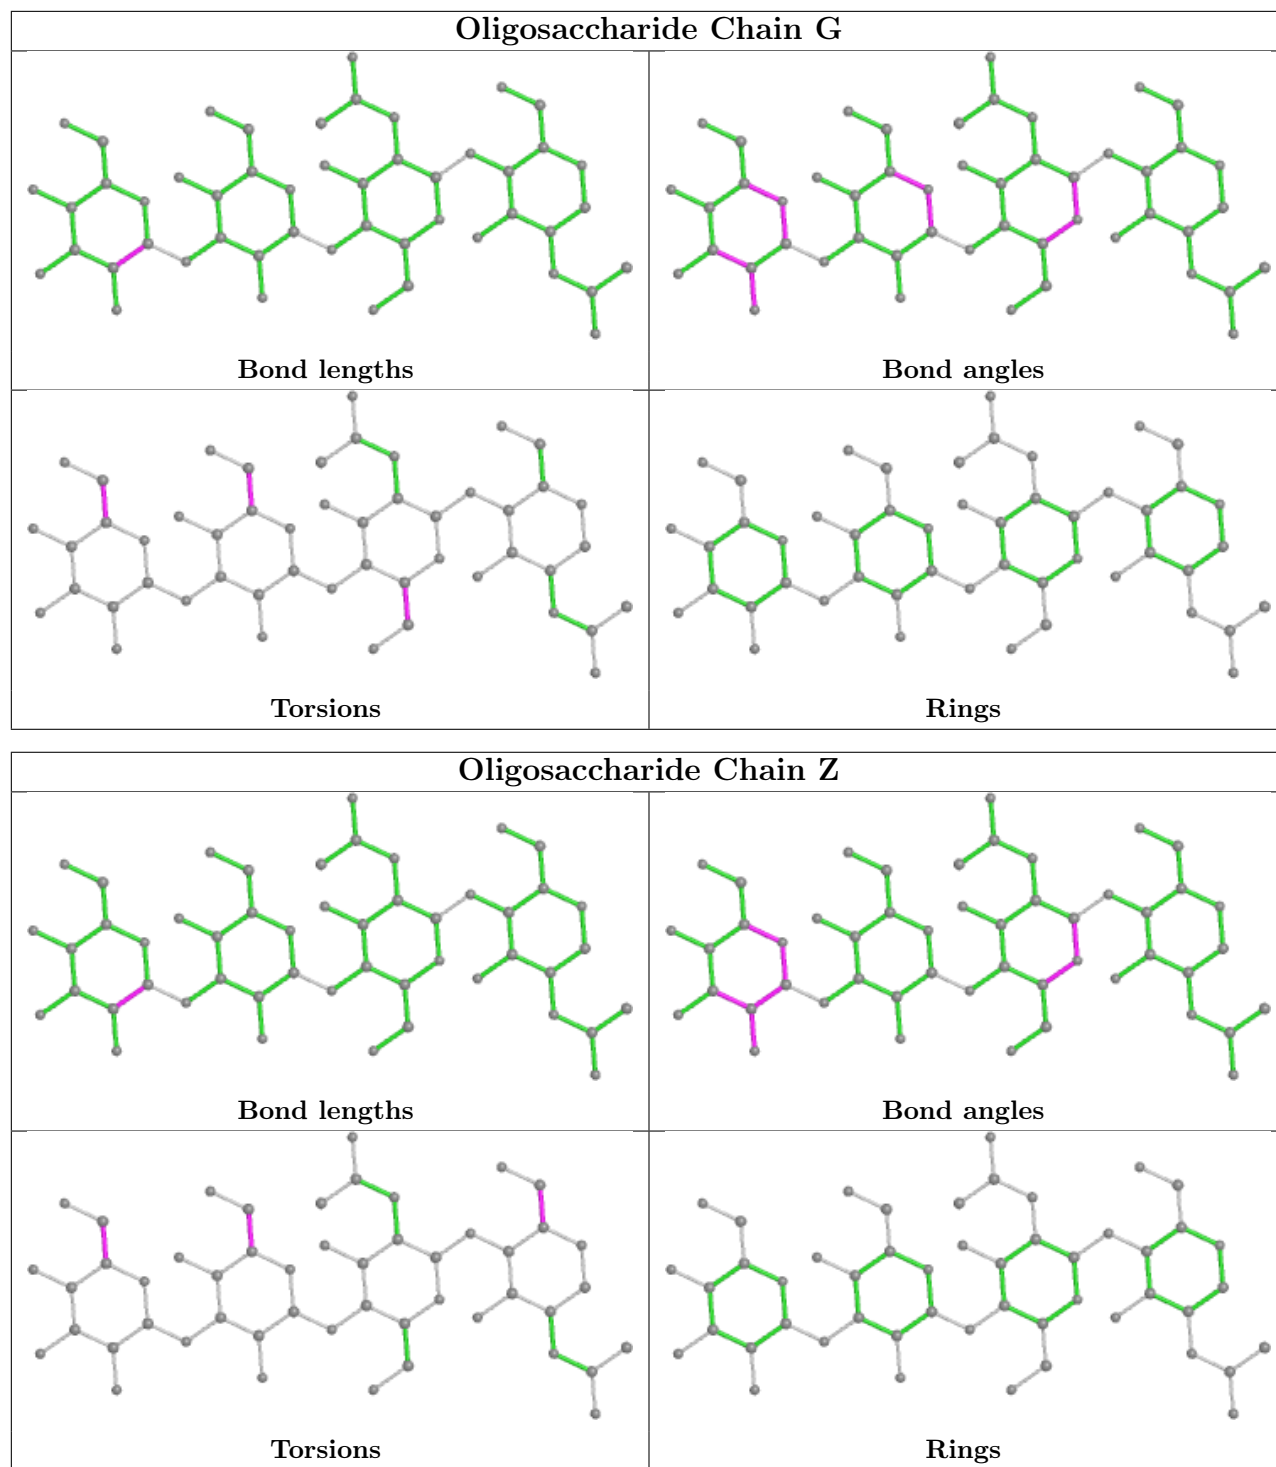 Oligosaccharide Chain G
Bond lengths
Bond angles
Torsions
Rings
Oligosaccharide Chain Z
Bond lengths
Bond angles
Torsions
Rings